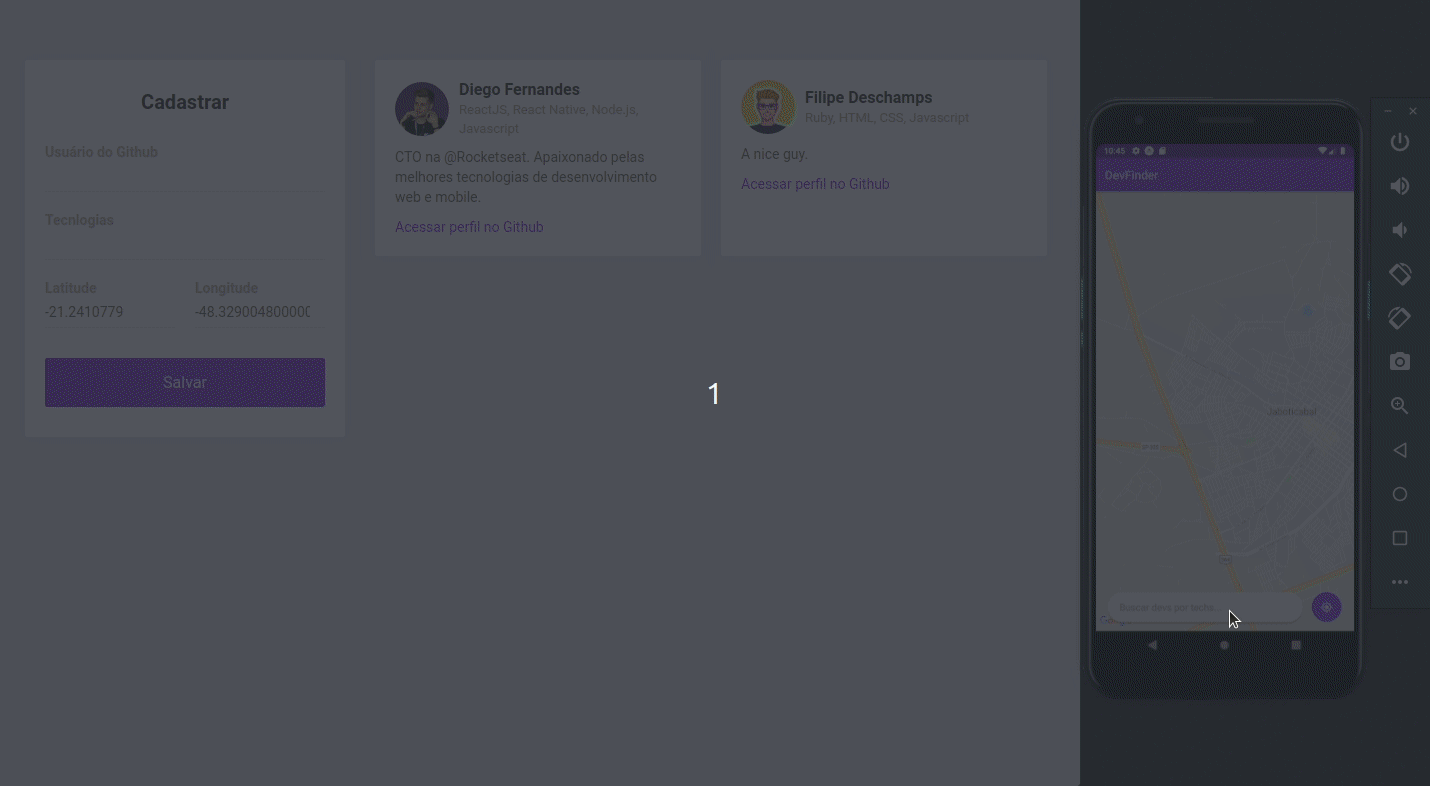 Cadastrar
Usuário do Github
Tecnlogias
Latitude
Longitude
-21.2410779
-48.32900480000
Salvar
Diego Fernandes
ReactJS, React Native, Node.js,
Javascript
CTO na @Rocketseat. Apaixonado pelas
melhores tecnologias de desenvolvimento
web e mobile.
Acessar perfil no Github
Filipe Deschamps
Ruby, HTML, CSS, Javascript
A nice guy.
Acessar perfil no Github
1
10:45
DevFinder
Jaboticabal
Buscar devs por techs...